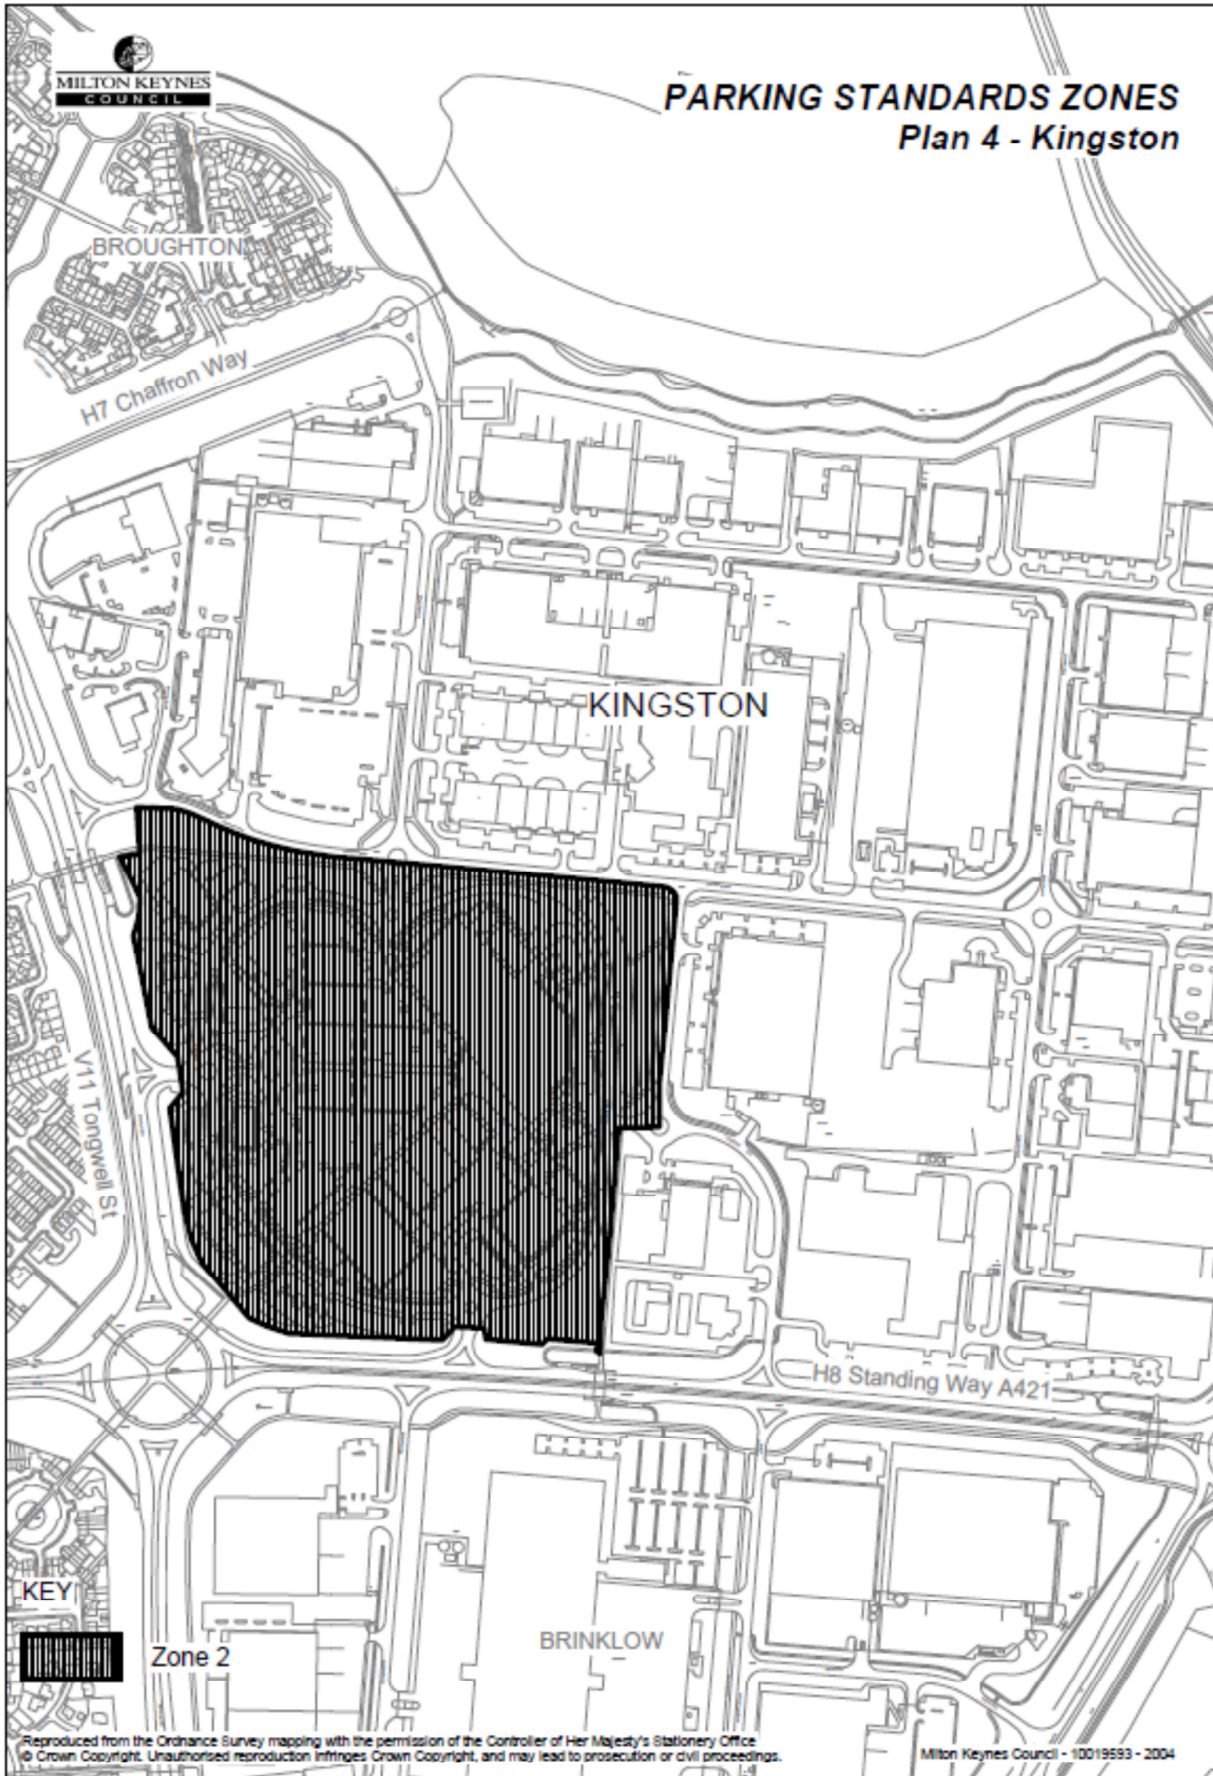 MILTON KEYNES
COUNCIL
PARKING STANDARDS ZONES
Plan 4 - Kingston
BROUGHTON
H7 Chaffron Way
KINGSTON
V11 Tongwell St
H8 Standing Way A421
KEY
Zone 2
BRINKLOW
Reproduced from the Ordnance Survey mapping with the permission of the Controller of Her Majesty's Stationery Office
© Crown Copyright. Unauthorised reproduction infringes Crown Copyright, and may lead to prosecution or civil proceedings.
Milton Keynes Council - 10019593 - 2004